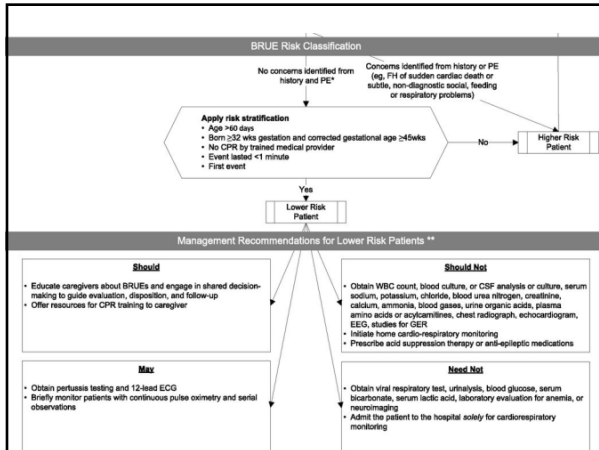 BRUE Risk Classification
No concerns identified from
history and PE*
Concerns identified from history or PE
(eg, FH of sudden cardiac death or
subtle, non-diagnostic social, feeding
or respiratory problems)
Apply risk stratification
• Age >60 days
• Born ≥32 wks gestation and corrected gestational age ≥45wks
• No CPR by trained medical provider
• Event lasted <1 minute
• First event
No
Higher Risk
Patient
Yes
Lower Risk
Patient
Management Recommendations for Lower Risk Patients **
Should
• Educate caregivers about BRUEs and engage in shared decision-
making to guide evaluation, disposition, and follow-up
• Offer resources for CPR training to caregiver
Should Not
• Obtain WBC count, blood culture, or CSF analysis or culture, serum
sodium, potassium, chloride, blood urea nitrogen, creatinine,
calcium, ammonia, blood gases, urine organic acids, plasma
amino acids or acylcarnitines, chest radiograph, echocardiogram,
EEG, studies for GER
• Initiate home cardio-respiratory monitoring
• Prescribe acid suppression therapy or anti-epileptic medications
May
• Obtain pertussis testing and 12-lead ECG
• Briefly monitor patients with continuous pulse oximetry and serial
observations
Need Not
• Obtain viral respiratory test, urinalysis, blood glucose, serum
bicarbonate, serum lactic acid, laboratory evaluation for anemia, or
neuroimaging
• Admit the patient to the hospital solely for cardiorespiratory
monitoring